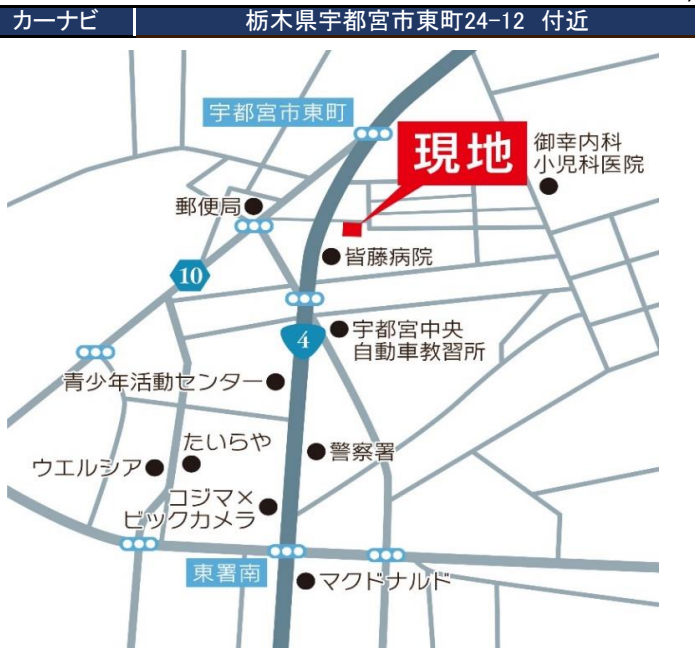 カーナビ 栃木県宇都宮市東町24-12 付近
宇都宮市東町
現地
御幸内科
小児科医院
郵便局
皆藤病院
10
4
宇都宮中央
自動車教習所
青少年活動センター
たいらや
警察署
ウエルシア
コジマ×
ビックカメラ
東署南
マクドナルド